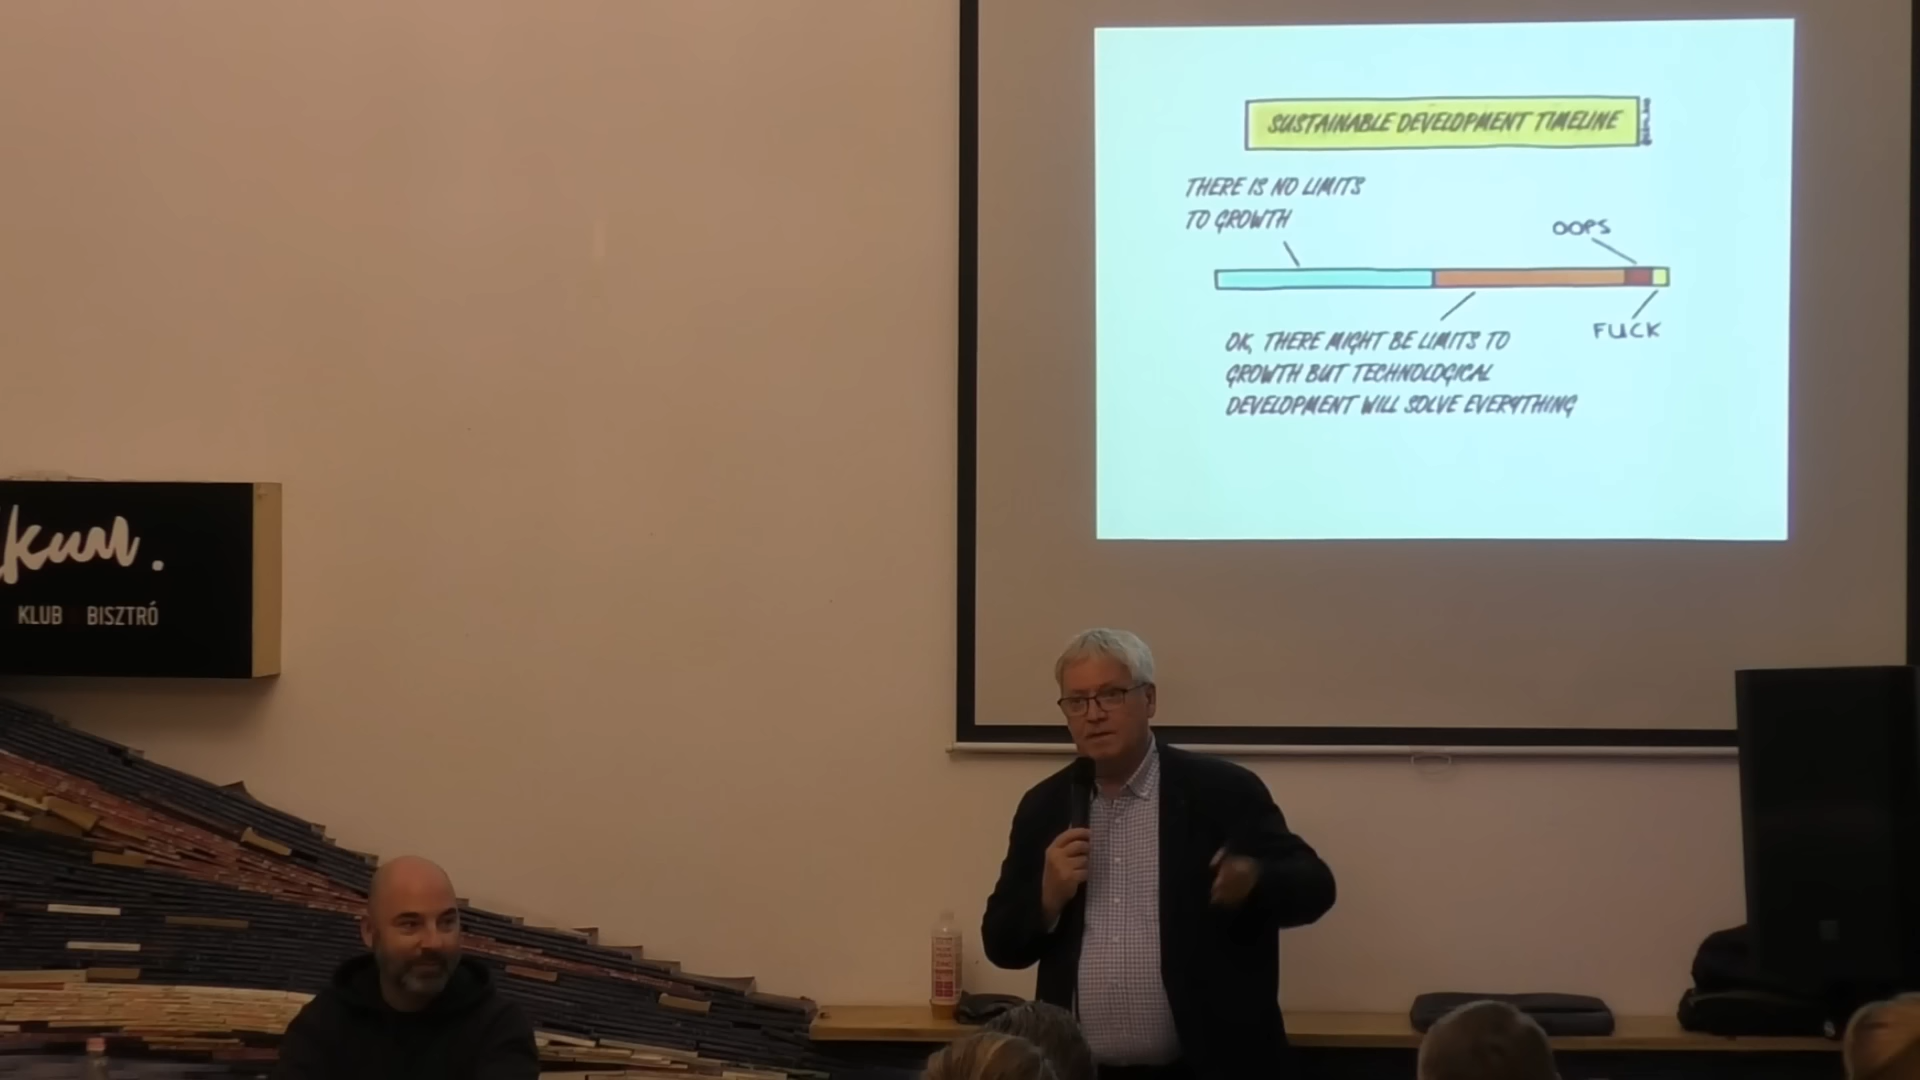 SUSTAINABLE DEVELOPMENT TIMELINE
THERE IS NO LIMITS
TO GROWTH
OOPS
FUCK
OK, THERE MIGHT BE LIMITS TO
GROWTH BUT TECHNOLOGICAL
DEVELOPMENT WILL SOLVE EVERYTHING
kum.
KLUB BISZTRÓ